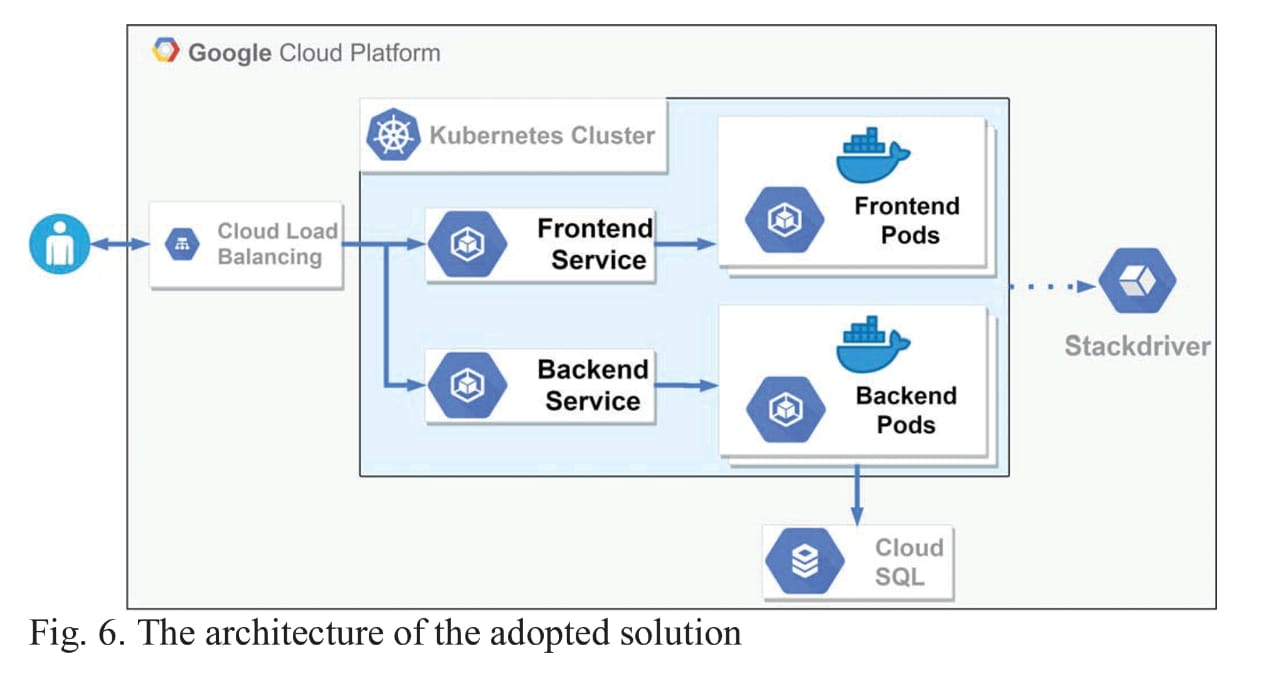 Google Cloud Platform
Kubernetes Cluster
Frontend
Pods
Cloud Load
Balancing
Frontend
Service
Stackdriver
Backend
Service
Backend
Pods
Cloud
SQL
Fig. 6. The architecture of the adopted solution